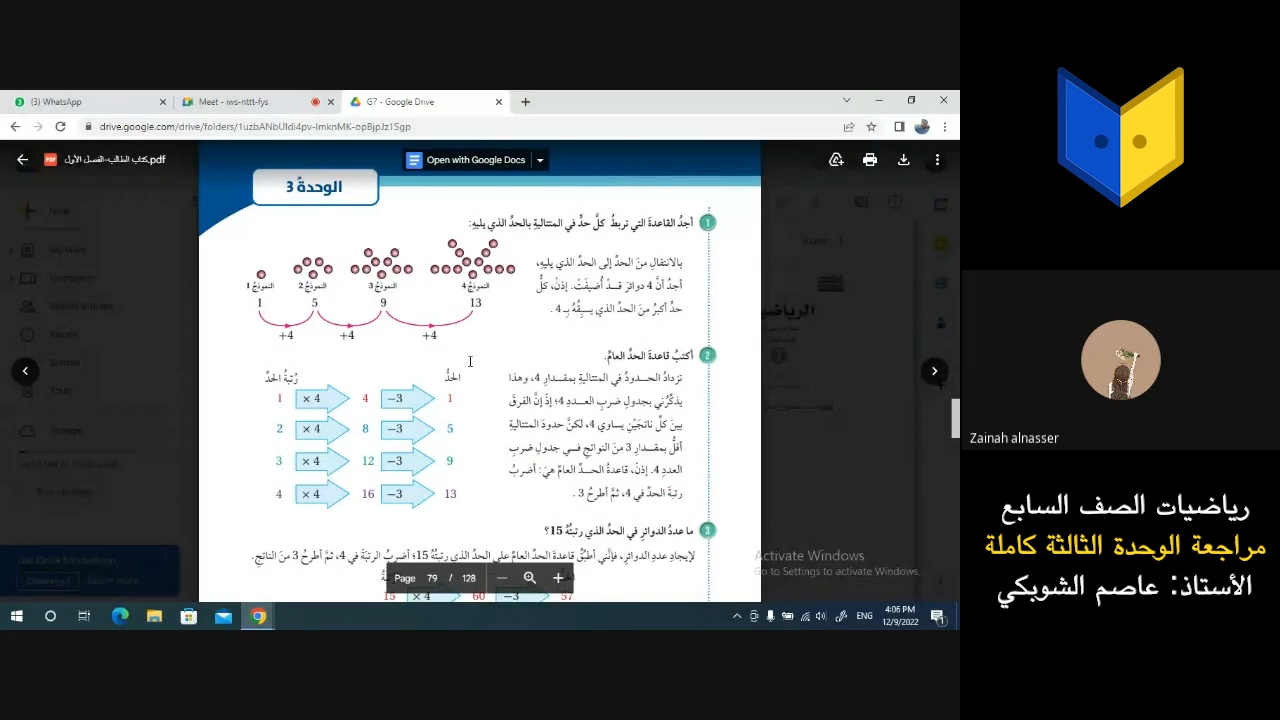 (3) WhatsApp
Meet - iws-nttt-fys
G7 - Google Drive
drive.google.com/drive/folders/1uzbANbUIdi4pv-ImknMK-opBjpJz1Sgp
كتاب الطالب-الفصل الأول.pdf
Open with Google Docs
الوحدةُ 3
1 أجدُ القاعدةَ التي تربطُ كلَّ حدٍّ في المتتاليةِ بالحدِّ الذي يليهِ:
بالانتقالِ منَ الحدِّ إلى الحدِّ الذي يليهِ،
أجدُ أنَّ 4 دوائرَ قدْ أُضيفَتْ. إذنْ، كلُّ
حدٍّ أكبرُ منَ الحدِّ الذي يسبقُهُ بِـ 4 .
النموذجُ 1 النموذجُ 2 النموذجُ 3 النموذجُ 4
1 5 9 13
+4 +4 +4
2 أكتبُ قاعدةَ الحدِّ العامِّ.
تزدادُ الحدودُ في المتتاليةِ بمقدارِ 4، وهذا
يذكِّرُني بجدولِ ضربِ العددِ 4؛ إذْ إنَّ الفرقَ
بينَ كلِّ ناتجَيْنِ يساوي 4، لكنَّ حدودَ المتتاليةِ
أقلُّ بمقدارِ 3 منَ النواتجِ في جدولِ ضربِ
العددِ 4. إذنْ، قاعدةُ الحدِّ العامِّ هيَ: أضربُ
رتبةَ الحدِّ في 4، ثمَّ أطرحُ 3 .
رُتبةُ الحدِّ الحدُّ
1 × 4 4 −3 1
2 × 4 8 −3 5
3 × 4 12 −3 9
4 × 4 16 −3 13
3 ما عددُ الدوائرِ في الحدِّ الذي رتبتُهُ 15؟
لإيجادِ عددِ الدوائرِ، فإنَّني أطبِّقُ قاعدةَ الحدِّ العامِّ على الحدِّ الذي رتبتُهُ 15؛ أضربُ الرتبةَ في 4، ثمَّ أطرحُ 3 منَ الناتجِ.
15 × 4 60 −3 57
Page 79 / 128
Activate Windows
Go to Settings to activate Windows.
ENG
4:06 PM
12/9/2022
Zainah alnasser
رياضيات الصف السابع
مراجعة الوحدة الثالثة كاملة
الأستاذ: عاصم الشوبكي